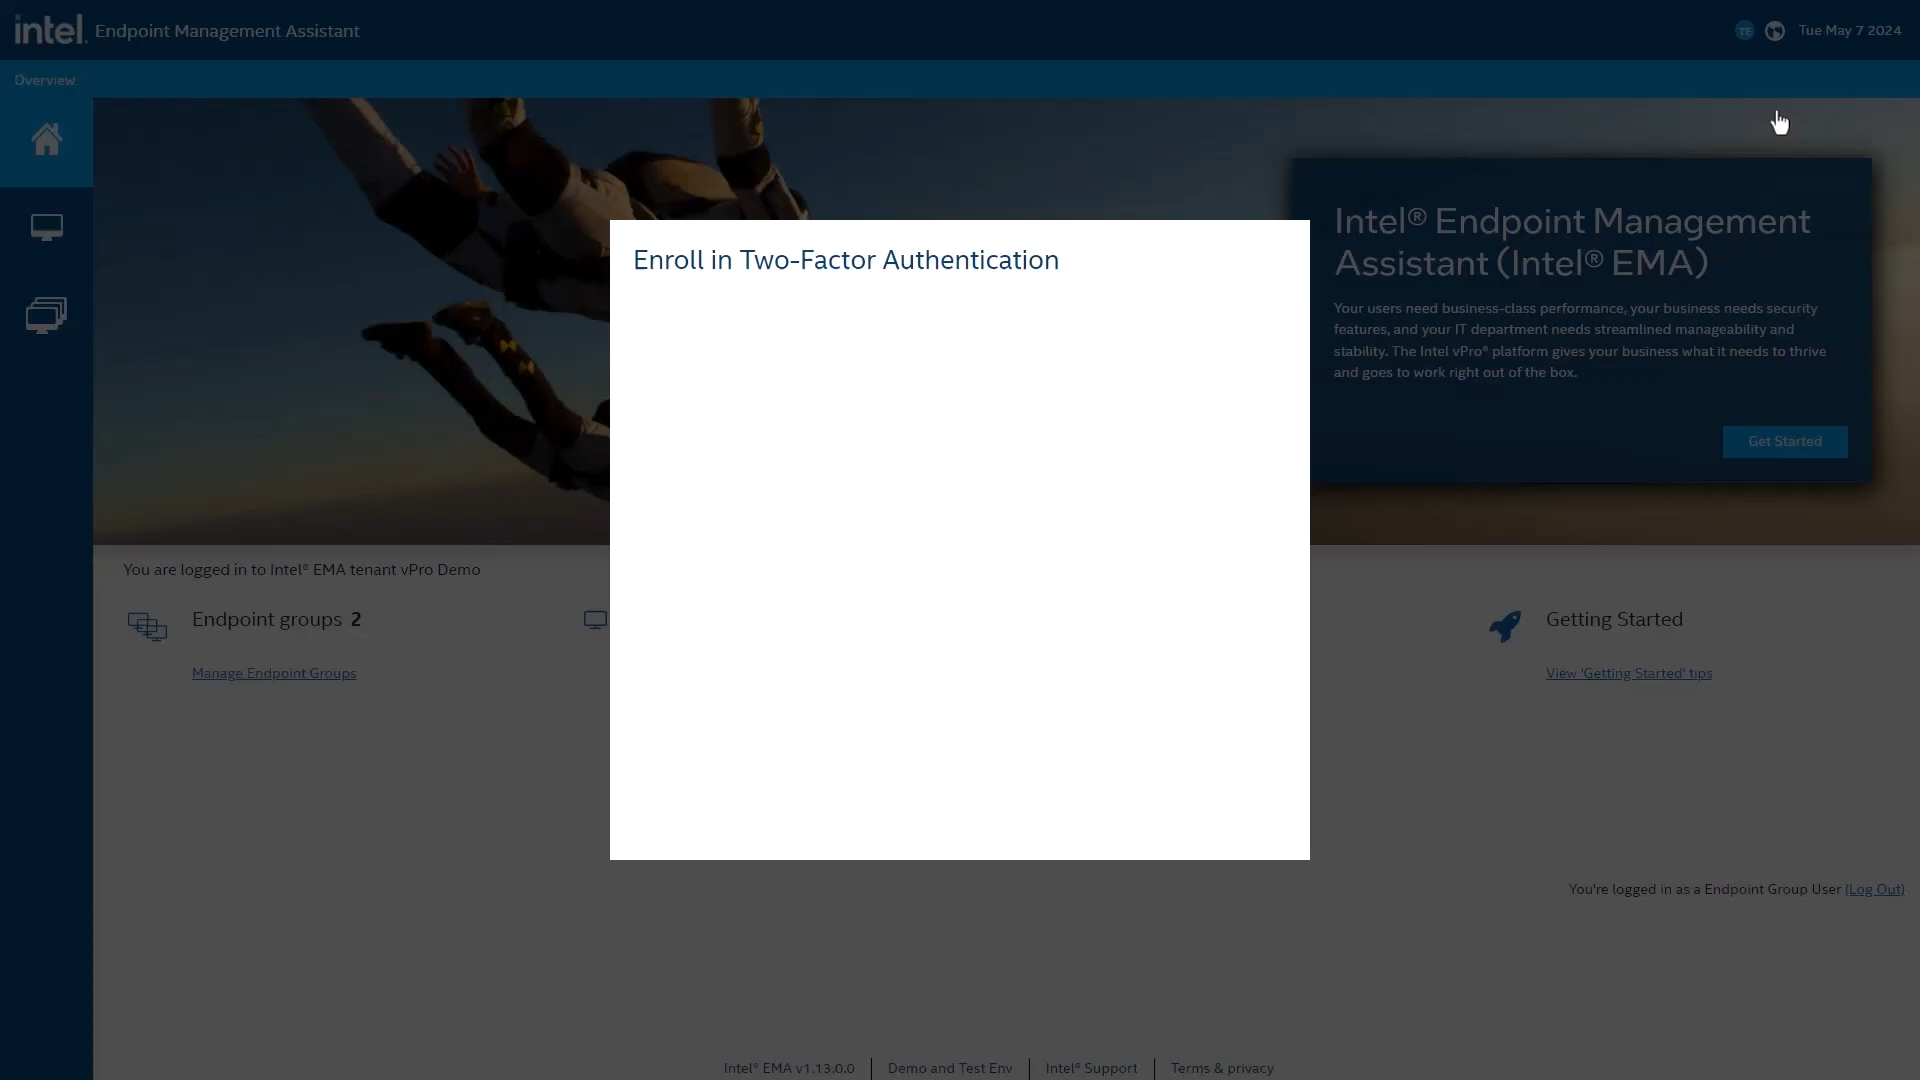 intel. Endpoint Management Assistant
TE
Tue May 7 2024
Overview
Enroll in Two-Factor Authentication
Intel® Endpoint Management
Assistant (Intel® EMA)
Your users need business-class performance, your business needs security
features, and your IT department needs streamlined manageability and
stability. The Intel vPro® platform gives your business what it needs to thrive
and goes to work right out of the box.
Get Started
You are logged in to Intel® EMA tenant vPro Demo
Endpoint groups 2
Manage Endpoint Groups
Getting Started
View 'Getting Started' tips
You're logged in as a Endpoint Group User (Log Out)
Intel® EMA v1.13.0.0
Demo and Test Env
Intel® Support
Terms & privacy